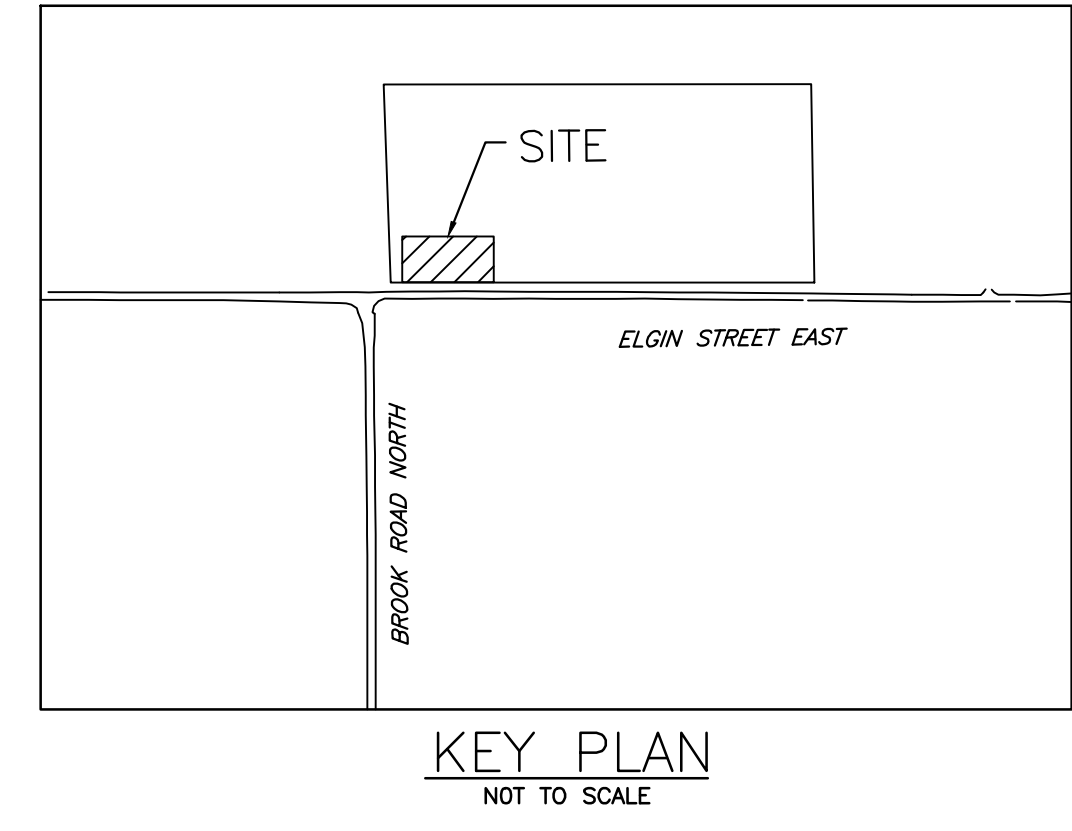 SITE
ELGIN STREET EAST
BROOK ROAD NORTH
KEY PLAN
NOT TO SCALE